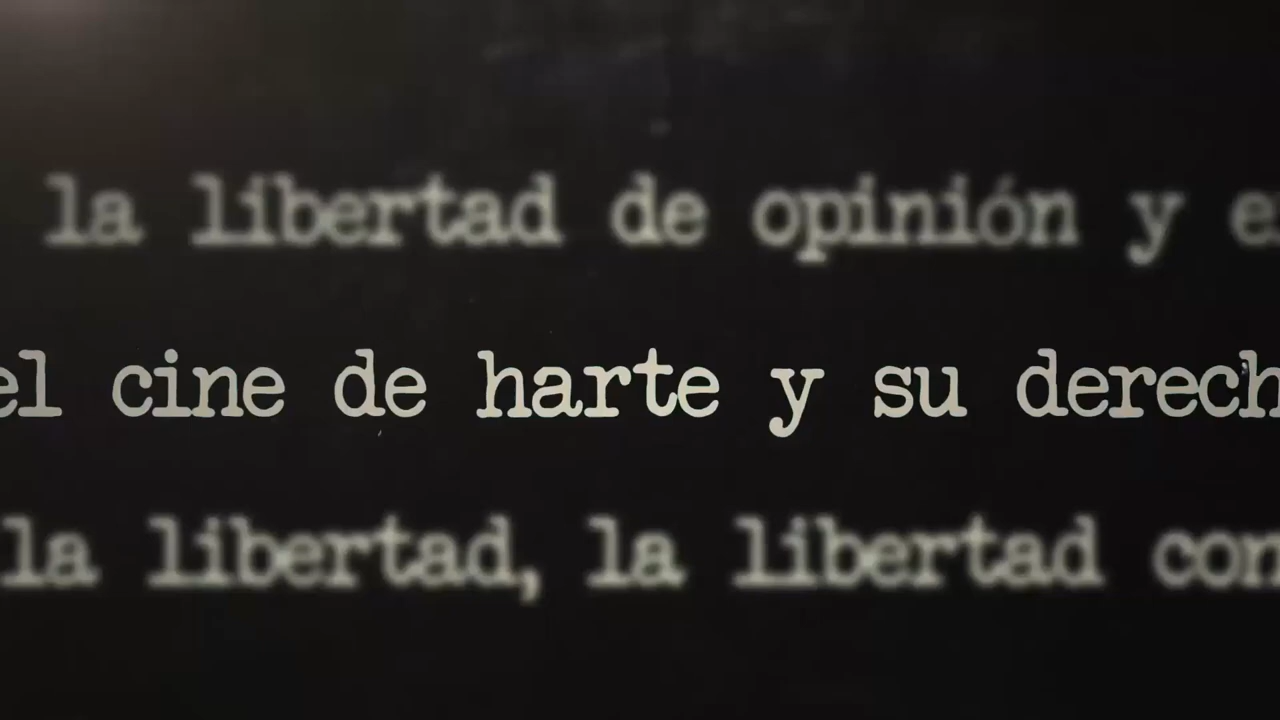 la libertad de opinión y e
el cine de harte y su derech
la libertad, la libertad con